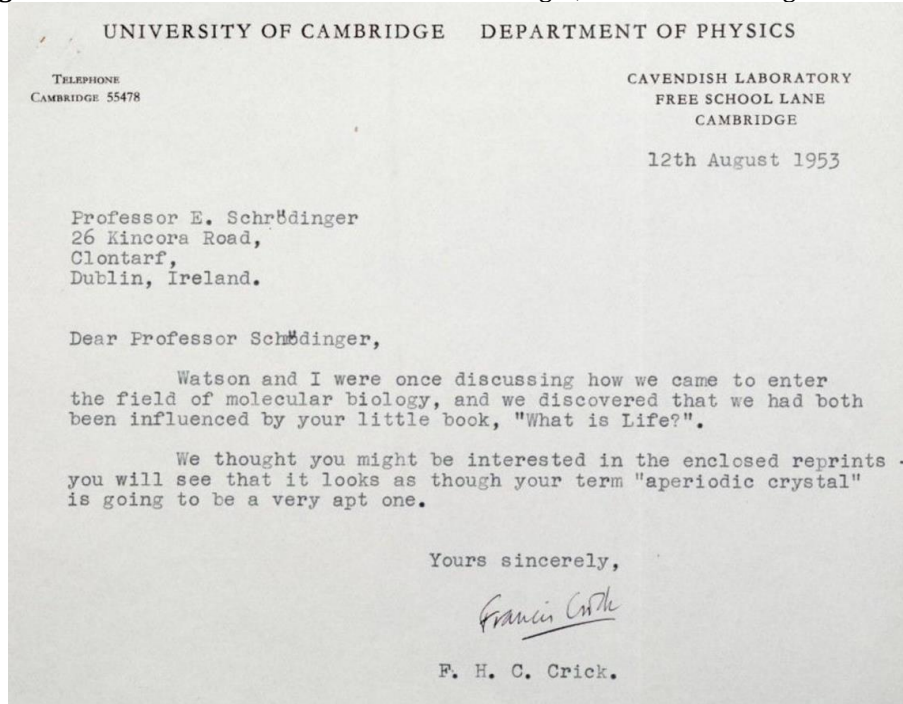 UNIVERSITY OF CAMBRIDGE DEPARTMENT OF PHYSICS
TELEPHONE
CAMBRIDGE 55478
CAVENDISH LABORATORY
FREE SCHOOL LANE
CAMBRIDGE
12th August 1953
Professor E. Schrödinger
26 Kincora Road,
Clontarf,
Dublin, Ireland.
Dear Professor Schrödinger,
Watson and I were once discussing how we came to enter
the field of molecular biology, and we discovered that we had both
been influenced by your little book, "What is Life?".
We thought you might be interested in the enclosed reprints -
you will see that it looks as though your term "aperiodic crystal"
is going to be a very apt one.
Yours sincerely,
Francis Crick
F. H. C. Crick.